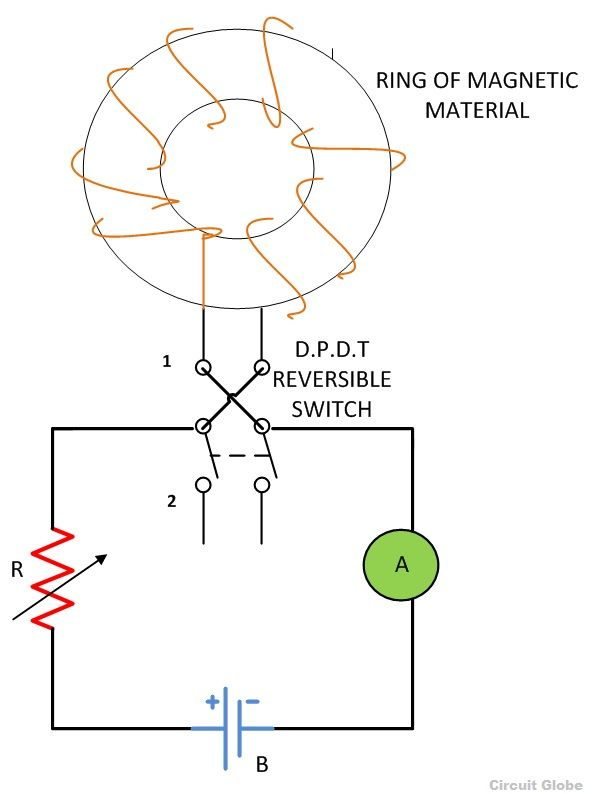 RING OF MAGNETIC
MATERIAL
D.P.D.T
REVERSIBLE
SWITCH
1
2
R
A
+ -
B
Circuit Globe